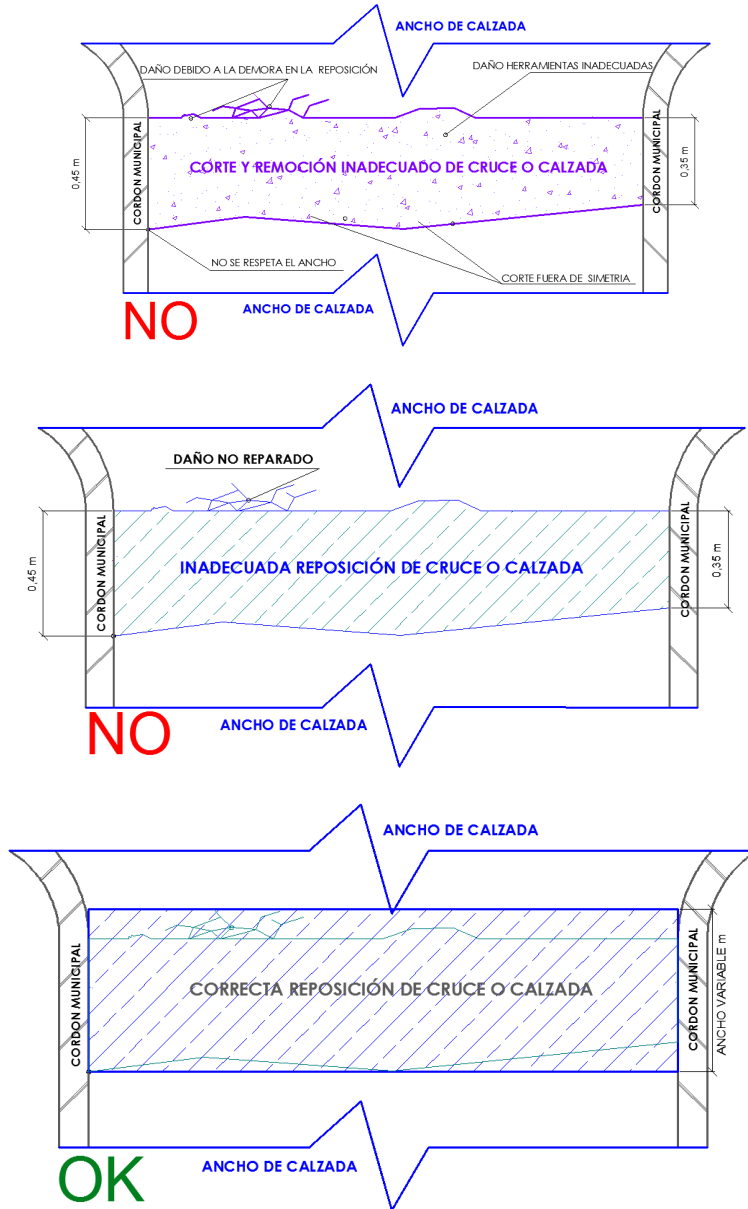 ANCHO DE CALZADA
DAÑO DEBIDO A LA DEMORA EN LA REPOSICIÓN
DAÑO HERRAMIENTAS INADECUADAS
0,45 m
CORDON MUNICIPAL
CORTE Y REMOCIÓN INADECUADO DE CRUCE O CALZADA
CORDON MUNICIPAL
0,35 m
NO SE RESPETA EL ANCHO
CORTE FUERA DE SIMETRIA
NO
ANCHO DE CALZADA
ANCHO DE CALZADA
DAÑO NO REPARADO
0,45 m
CORDON MUNICIPAL
INADECUADA REPOSICIÓN DE CRUCE O CALZADA
CORDON MUNICIPAL
0,35 m
NO
ANCHO DE CALZADA
ANCHO DE CALZADA
CORDON MUNICIPAL
CORRECTA REPOSICIÓN DE CRUCE O CALZADA
CORDON MUNICIPAL
ANCHO VARIABLE m
OK
ANCHO DE CALZADA